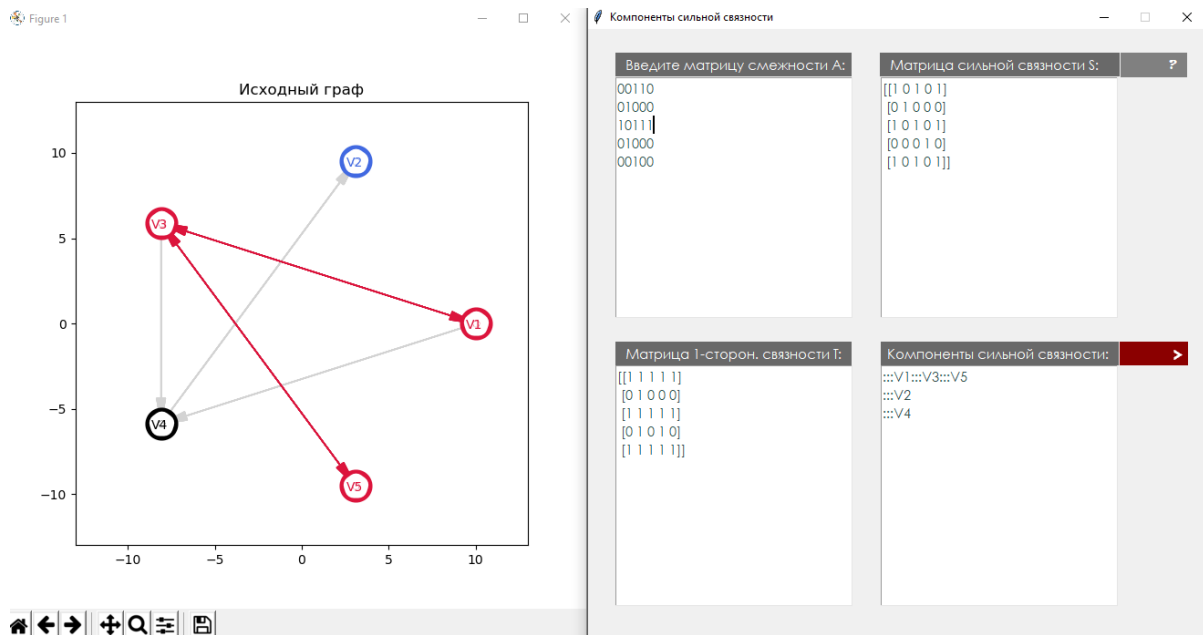 Figure 1
Исходный граф
10
5
0
−5
−10
−10
−5
0
5
10
V2
V3
V1
V4
V5
Компоненты сильной связности
Введите матрицу смежности A:
00110
01000
10111
01000
00100
Матрица сильной связности S:
?
[[1 0 1 0 1]
[0 1 0 0 0]
[1 0 1 0 1]
[0 0 0 1 0]
[1 0 1 0 1]]
Матрица 1-сторон. связности T:
[[1 1 1 1 1]
[0 1 0 0 0]
[1 1 1 1 1]
[0 1 0 1 0]
[1 1 1 1 1]]
Компоненты сильной связности:
>
:::V1:::V3:::V5
:::V2
:::V4